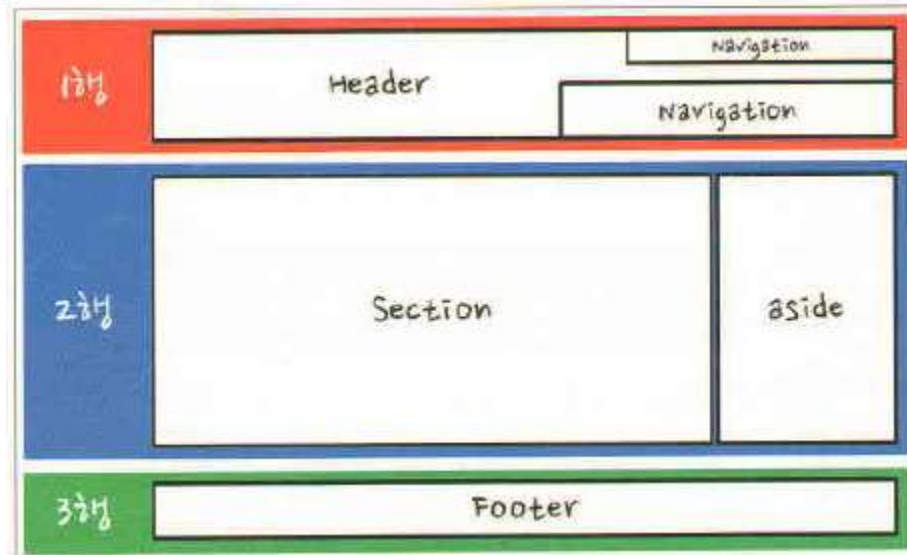 1행
Header
Navigation
Navigation
2행
Section
aside
3행
Footer